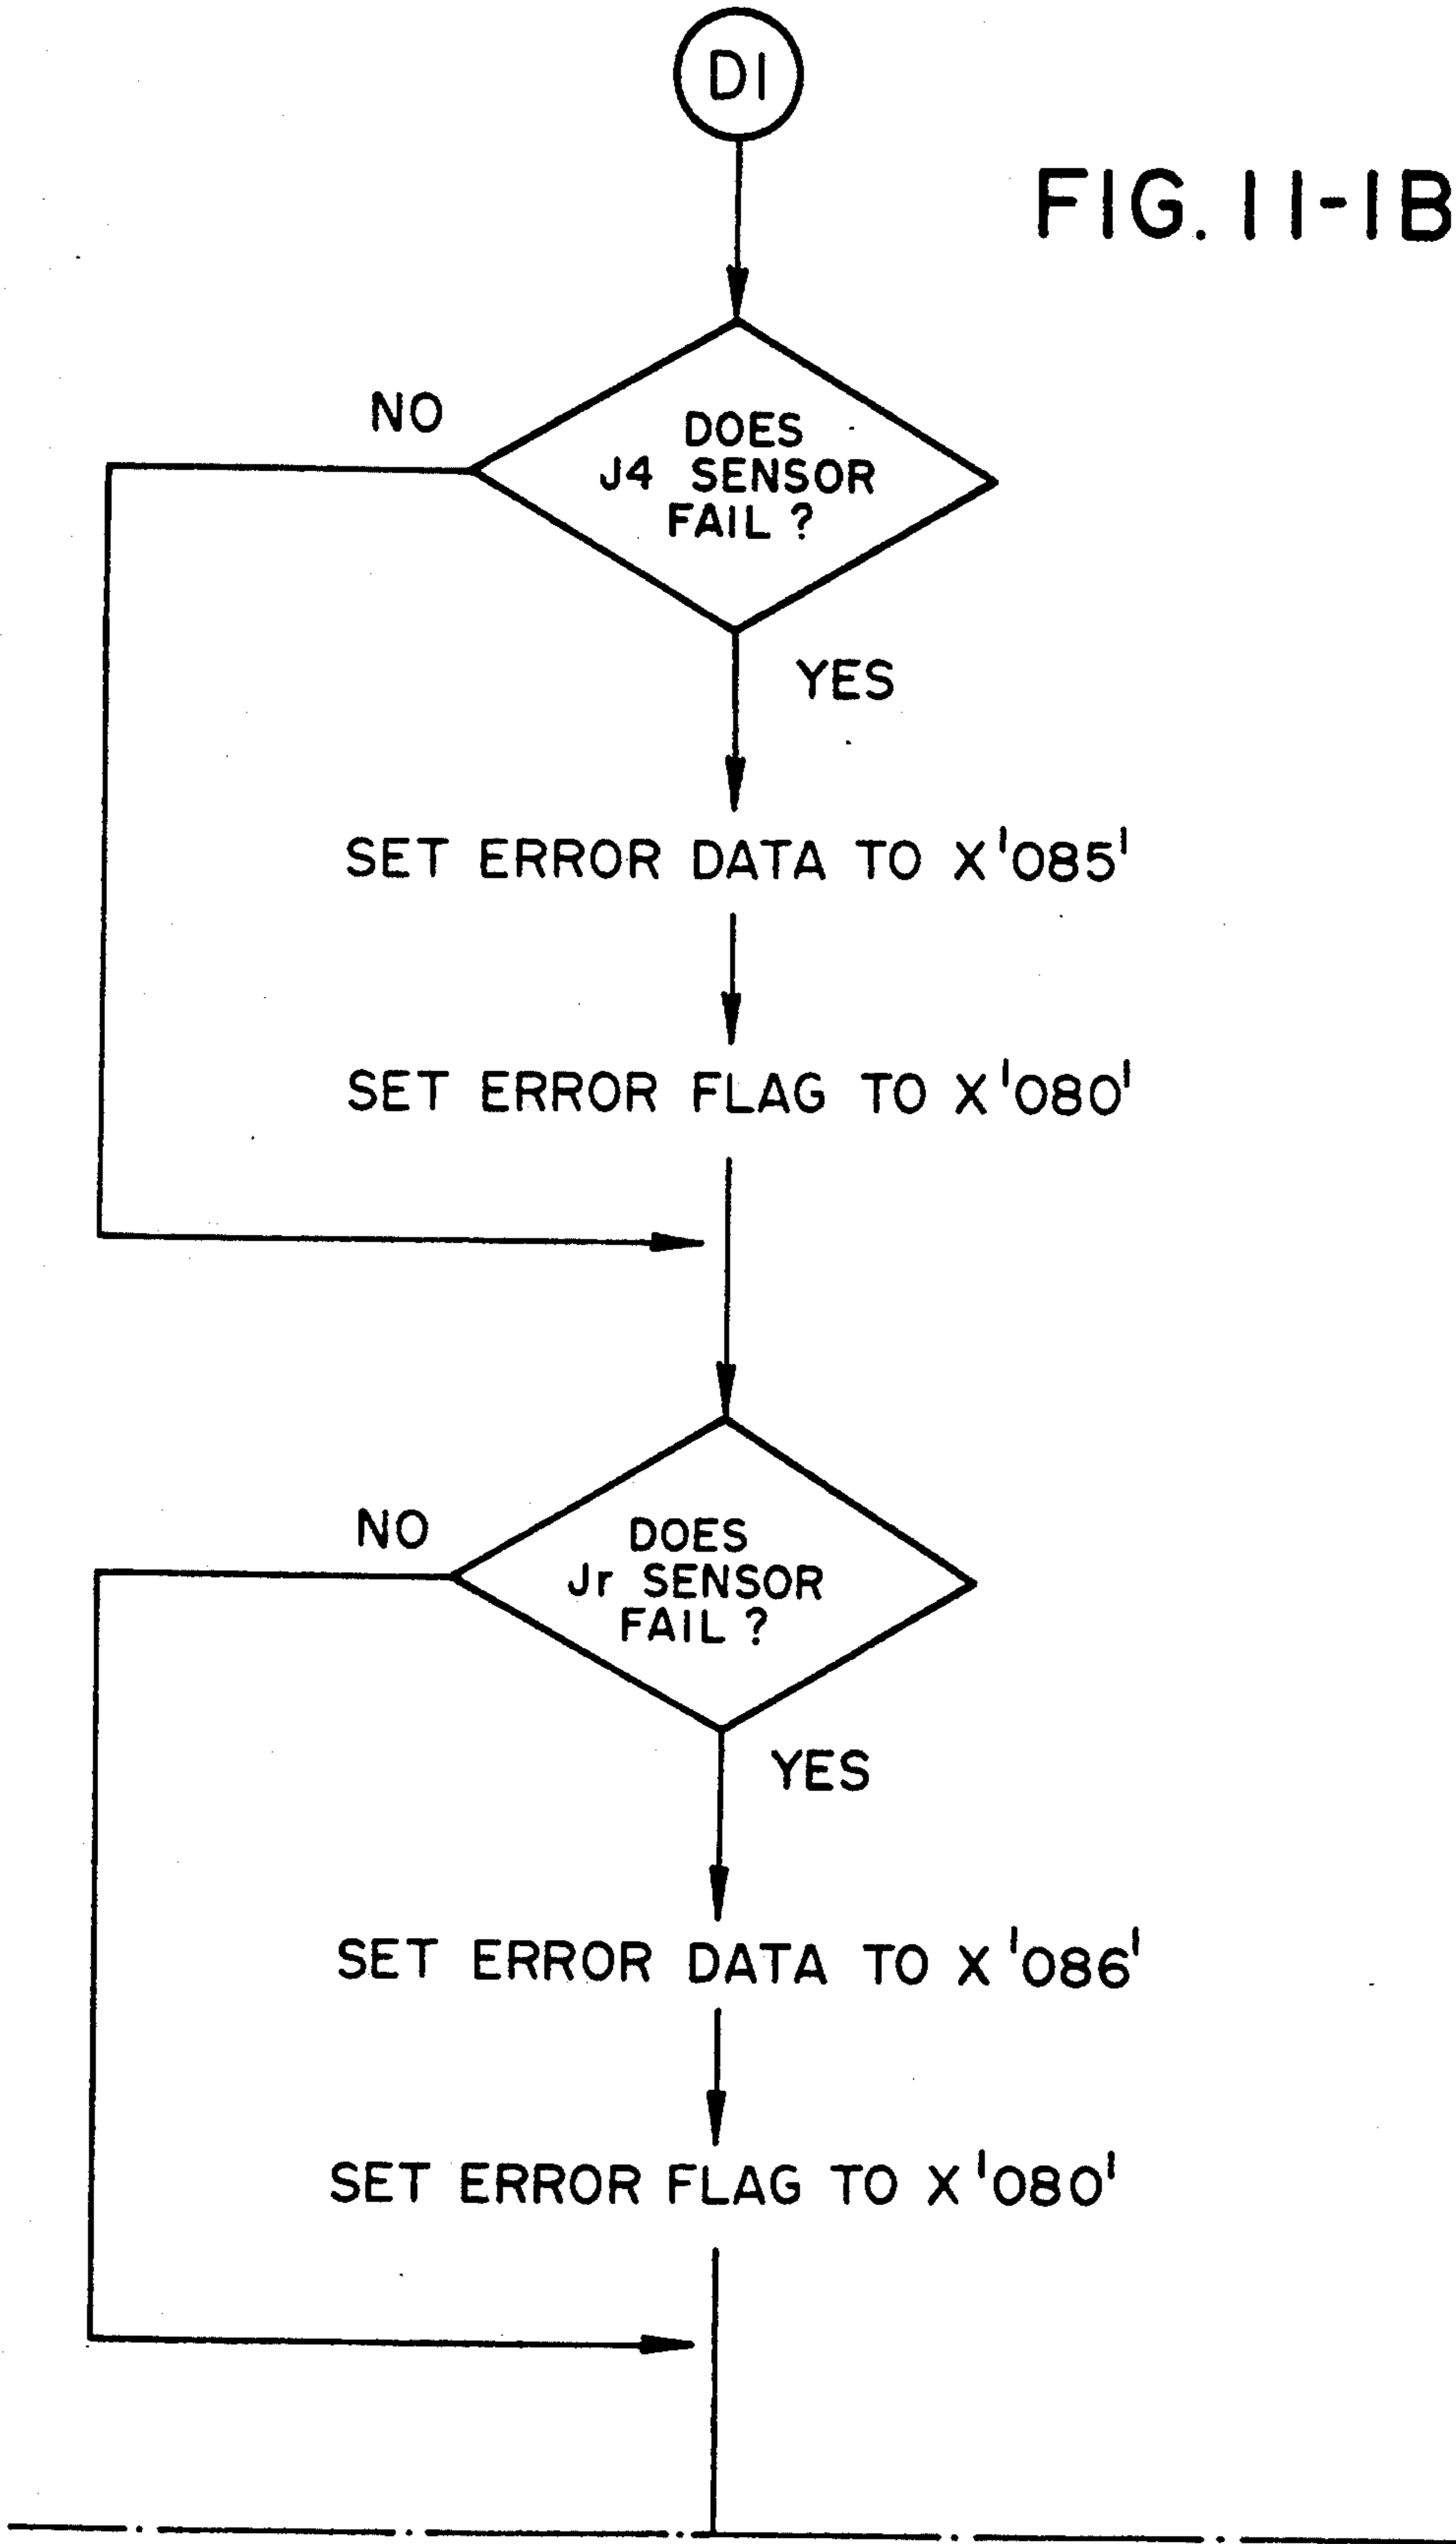 D1
FIG. 11-1B
NO
DOES
J4 SENSOR
FAIL ?
YES
SET ERROR DATA TO X'085'
SET ERROR FLAG TO X'080'
NO
DOES
Jr SENSOR
FAIL ?
YES
SET ERROR DATA TO X'086'
SET ERROR FLAG TO X'080'